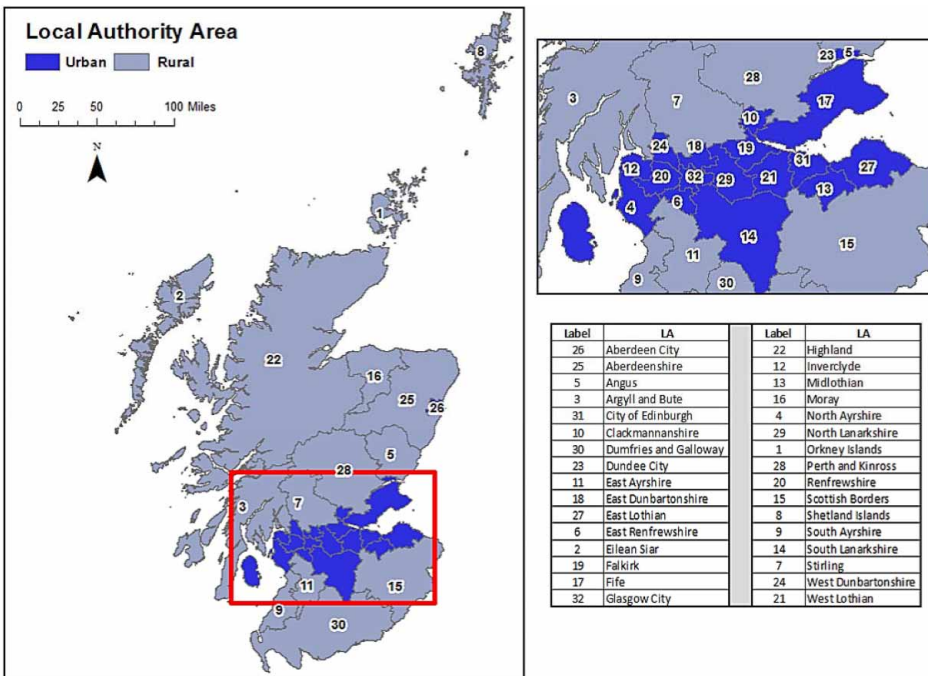 Local Authority Area
Urban Rural
0 25 50 100 Miles
N
8
1
2
22
16
25
26
5
28
3
7
11
15
9
30
23 5
28
3
7
17
10
24 18 19
12 20 32 29 21 31 27
6 13
4
14
11 15
9 30
Label LA Label LA
26 Aberdeen City 22 Highland
25 Aberdeenshire 12 Inverclyde
5 Angus 13 Midlothian
3 Argyll and Bute 16 Moray
31 City of Edinburgh 4 North Ayrshire
10 Clackmannanshire 29 North Lanarkshire
30 Dumfries and Galloway 1 Orkney Islands
23 Dundee City 28 Perth and Kinross
11 East Ayrshire 20 Renfrewshire
18 East Dunbartonshire 15 Scottish Borders
27 East Lothian 8 Shetland Islands
6 East Renfrewshire 9 South Ayrshire
2 Eilean Siar 14 South Lanarkshire
19 Falkirk 7 Stirling
17 Fife 24 West Dunbartonshire
32 Glasgow City 21 West Lothian